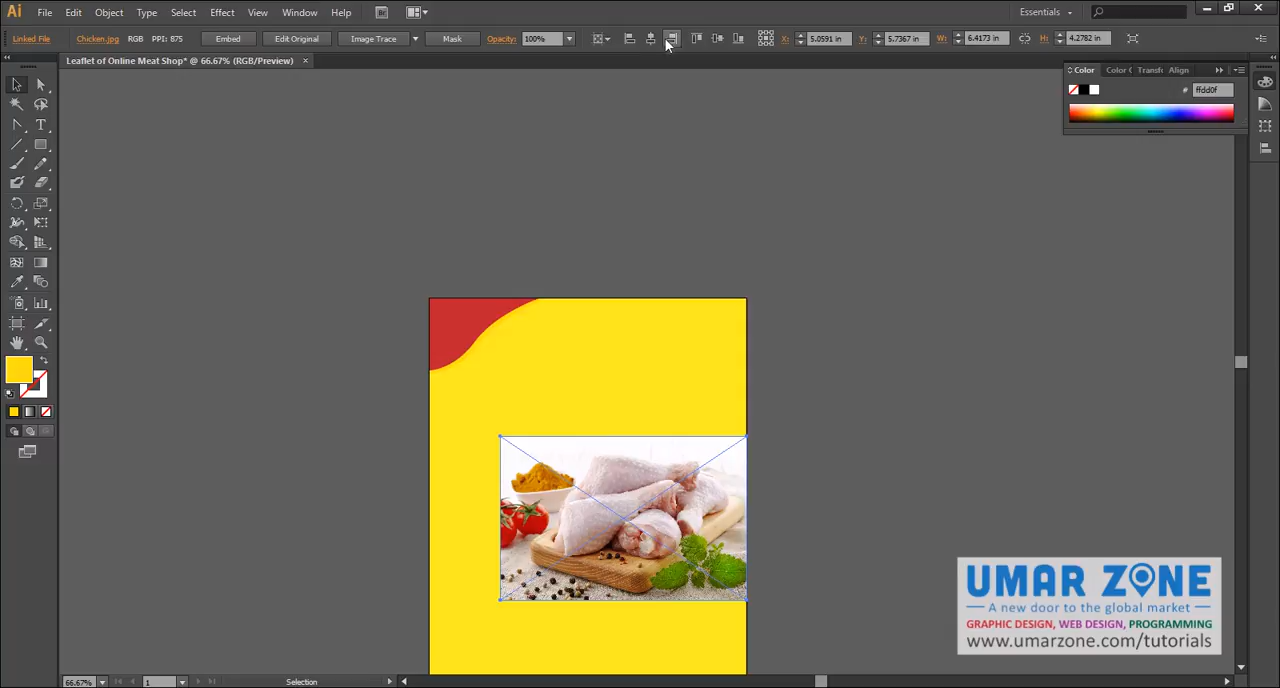 Ai File Edit Object Type Select Effect View Window Help Br Essentials
Linked File Chicken.jpg RGB PPI: 875 Embed Edit Original Image Trace Mask Opacity: 100% X: 5.0591 in Y: 5.7367 in W: 6.4173 in H: 4.2782 in
Leaflet of Online Meat Shop* @ 66.67% (RGB/Preview) ×
Color Color Transf Align
# ffdd0f
UMAR ZONE
A new door to the global market
GRAPHIC DESIGN, WEB DESIGN, PROGRAMMING
www.umarzone.com/tutorials
66.67% 1 Selection